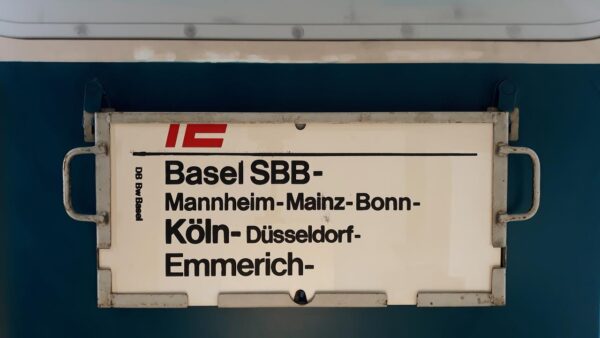 IC
Basel SBB-
Mannheim-Mainz-Bonn-
Köln-Düsseldorf-
Emmerich-
DB Bw Basel